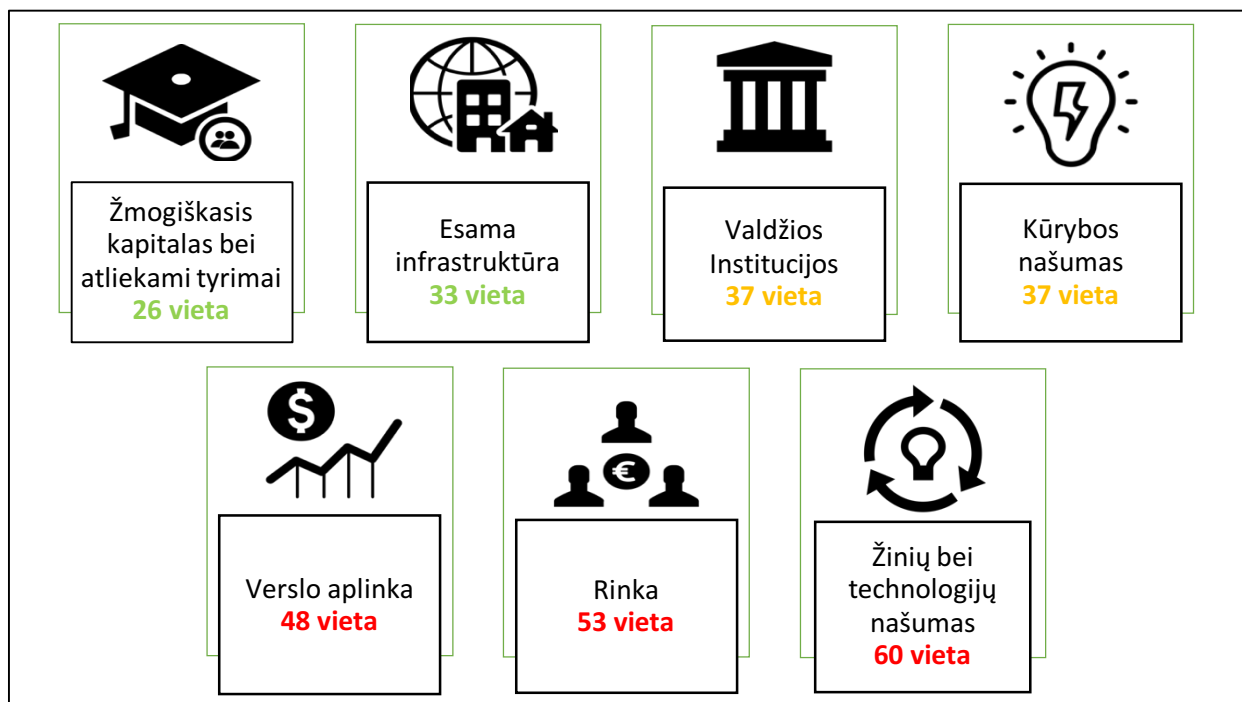 Žmogiškasis
kapitalas bei
atliekami tyrimai
26 vieta
Esama
infrastruktūra
33 vieta
Valdžios
Institucijos
37 vieta
Kūrybos
našumas
37 vieta
$
Verslo aplinka
48 vieta
€
Rinka
53 vieta
Žinių bei
technologijų
našumas
60 vieta